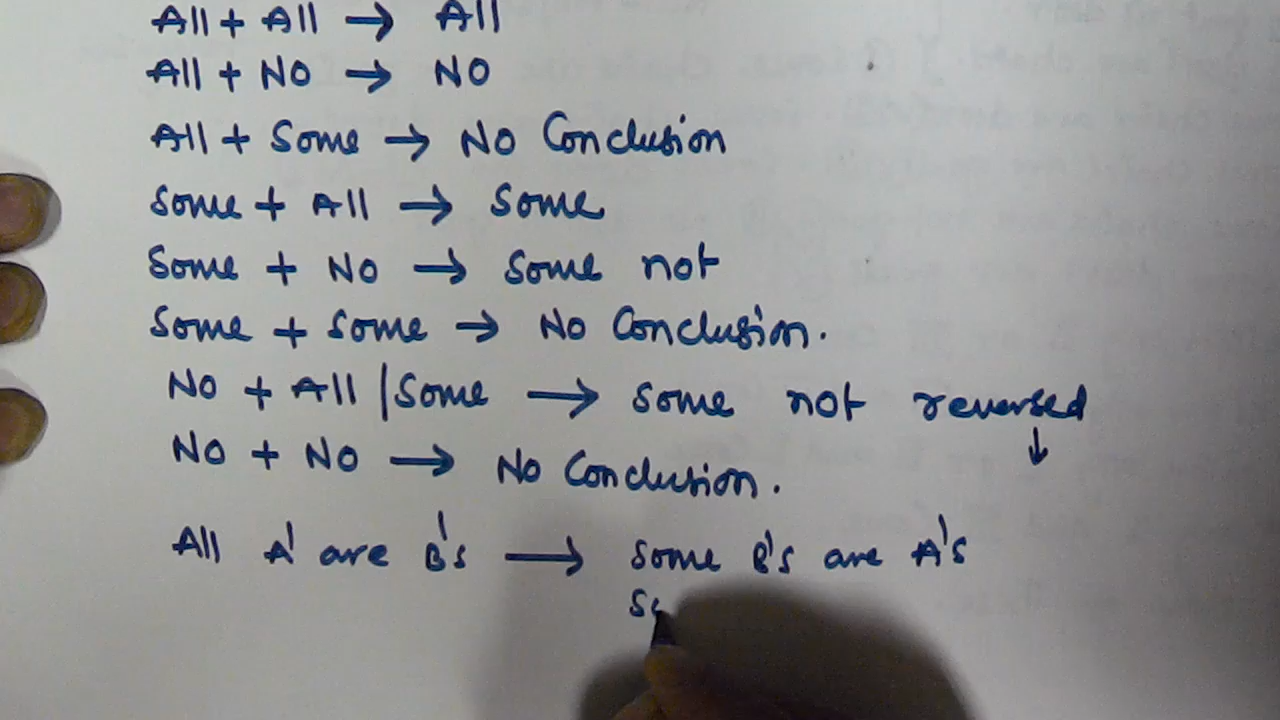 All + All → All
All + No → No
All + Some → No Conclusion
Some + All → Some
Some + No → Some not
Some + Some → No Conclusion.
No + All | Some → some not reversed
↓
No + No → No Conclusion.
All A' are B's → some B's are A's